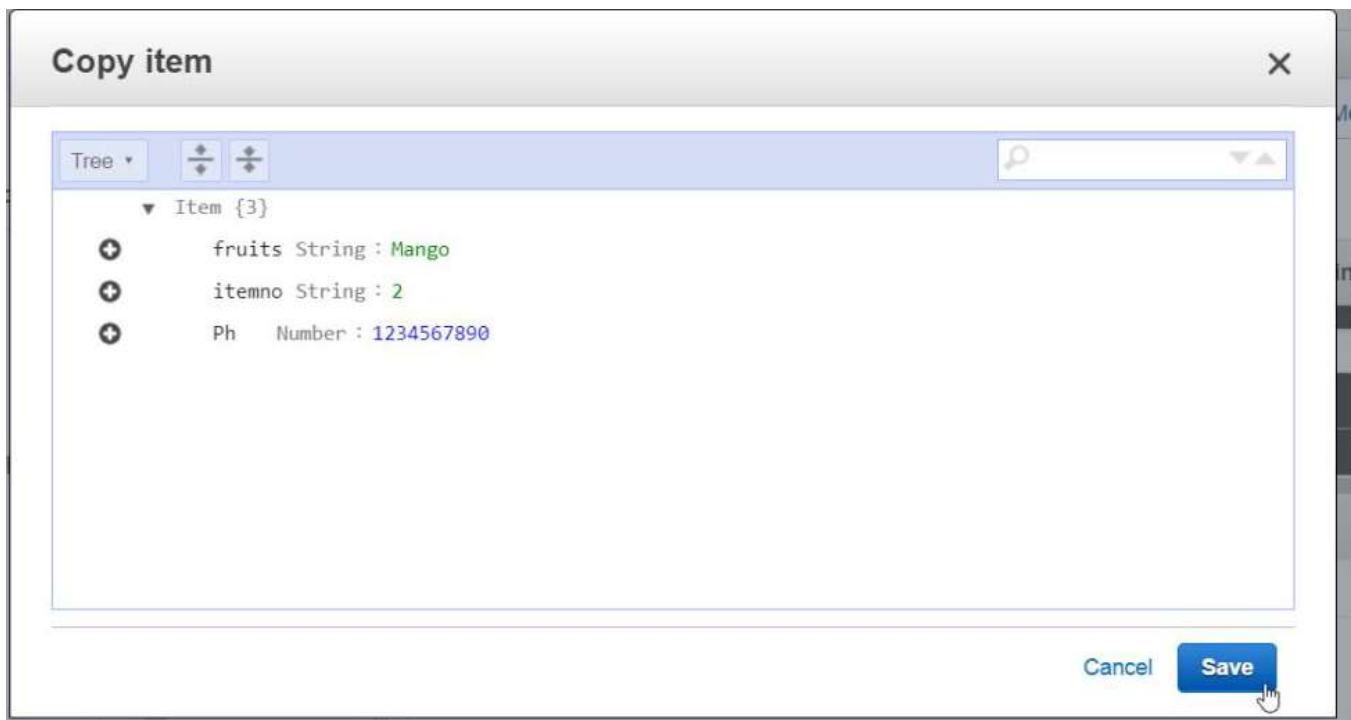 Copy item
Tree
Item {3}
fruits String : Mango
itemno String : 2
Ph Number : 1234567890
Cancel Save